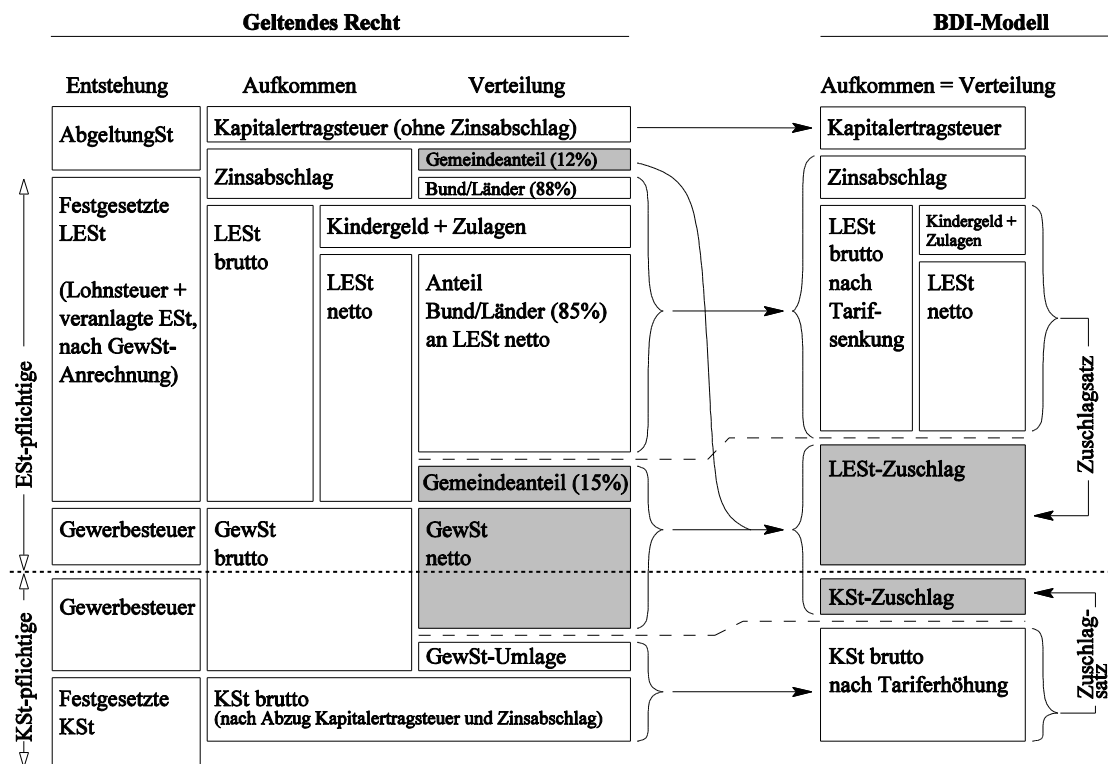 Geltendes Recht
BDI-Modell
Entstehung
Aufkommen
Verteilung
Aufkommen = Verteilung
AbgeltungSt
Kapitalertragsteuer (ohne Zinsabschlag)
Kapitalertragsteuer
Zinsabschlag
Gemeindeanteil (12%)
Bund/Länder (88%)
Zinsabschlag
Festgesetzte
LESt
(Lohnsteuer +
veranlagte ESt,
nach GewSt-
Anrechnung)
LESt
brutto
Kindergeld + Zulagen
LESt
netto
Anteil
Bund/Länder (85%)
an LESt netto
LESt
brutto
nach
Tarif-
senkung
Kindergeld +
Zulagen
LESt
netto
Zuschlagsatz
ESt-pflichtige
Gemeindeanteil (15%)
LESt-Zuschlag
Gewerbesteuer
GewSt
brutto
GewSt
netto
Gewerbesteuer
KSt-Zuschlag
KSt-pflichtige
GewSt-Umlage
KSt brutto
nach Tariferhöhung
Zuschlag-
satz
Festgesetzte
KSt
KSt brutto
(nach Abzug Kapitalertragsteuer und Zinsabschlag)